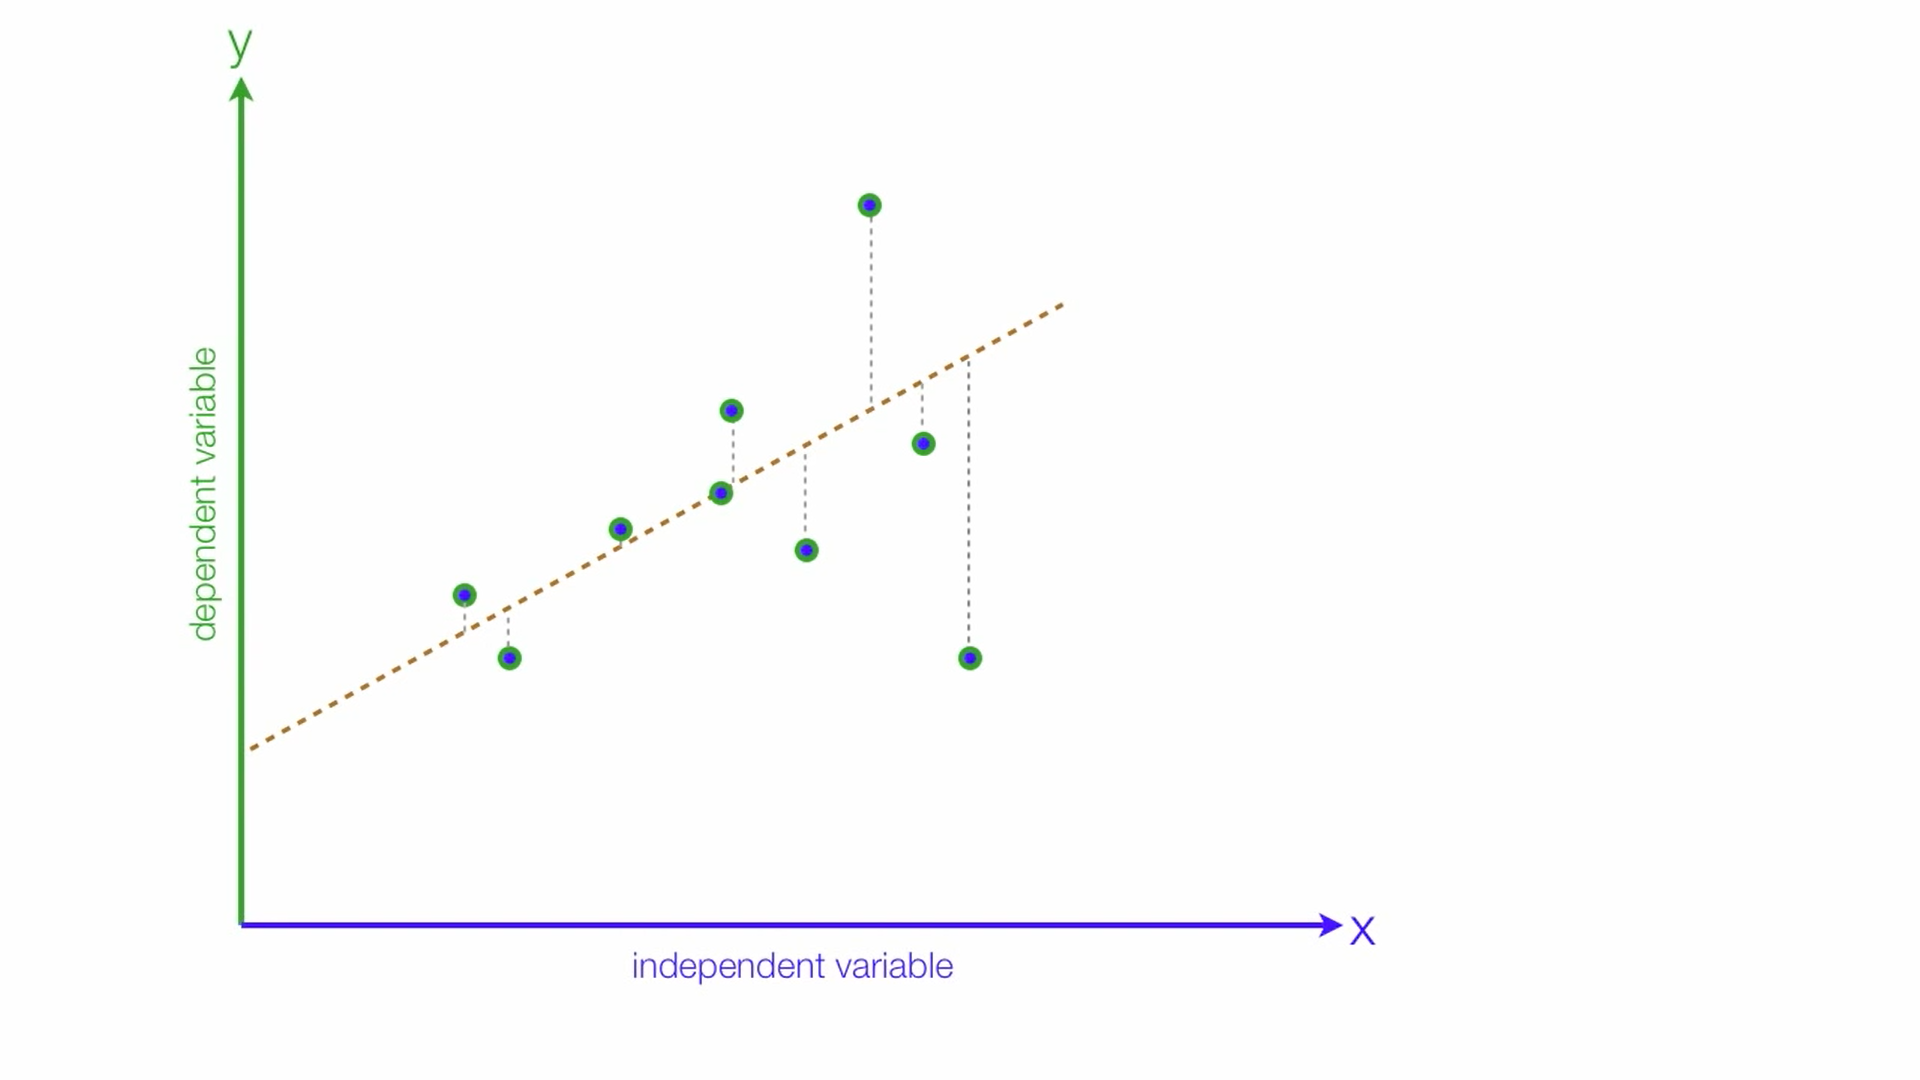 y
dependent variable
x
independent variable